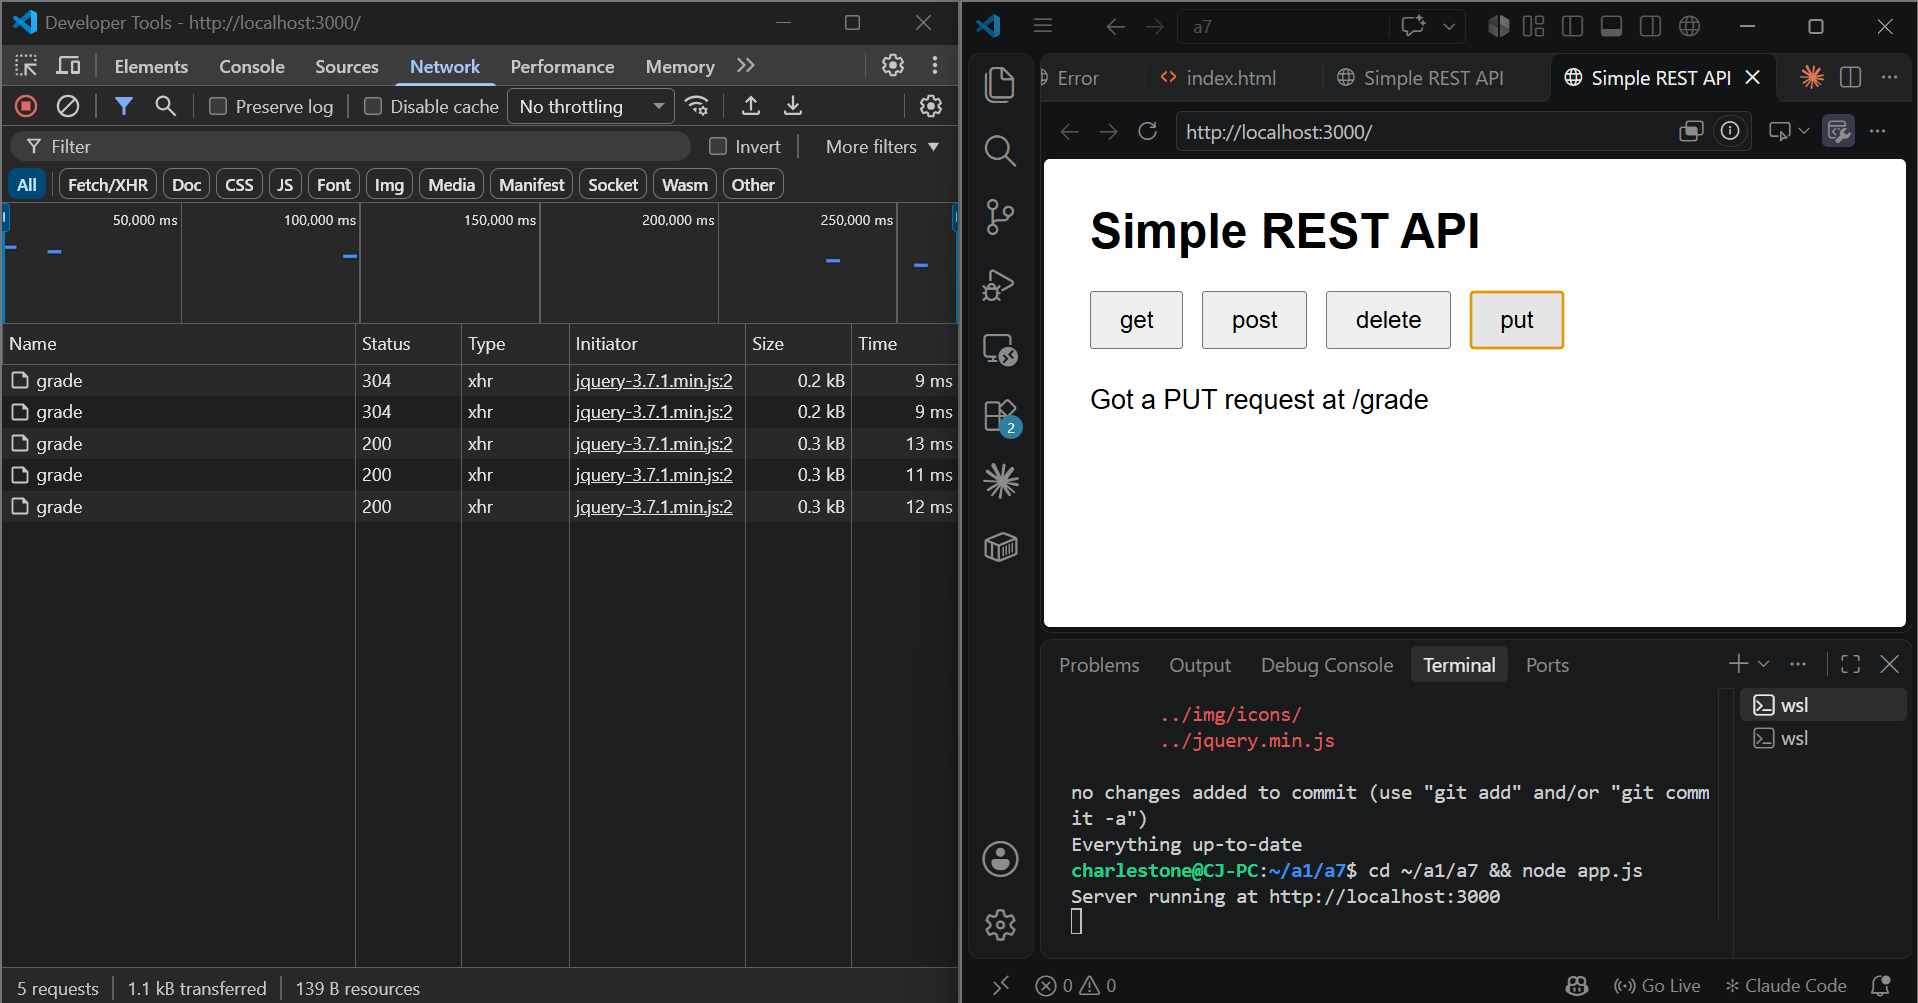 Developer Tools - http://localhost:3000/
Elements Console Sources Network Performance Memory
Preserve log Disable cache No throttling
Filter Invert More filters
All Fetch/XHR Doc CSS JS Font Img Media Manifest Socket Wasm Other
50,000 ms 100,000 ms 150,000 ms 200,000 ms 250,000 ms
Name Status Type Initiator Size Time
grade 304 xhr jquery-3.7.1.min.js:2 0.2 kB 9 ms
grade 304 xhr jquery-3.7.1.min.js:2 0.2 kB 9 ms
grade 200 xhr jquery-3.7.1.min.js:2 0.3 kB 13 ms
grade 200 xhr jquery-3.7.1.min.js:2 0.3 kB 11 ms
grade 200 xhr jquery-3.7.1.min.js:2 0.3 kB 12 ms
5 requests 1.1 kB transferred 139 B resources
a7
Error index.html Simple REST API Simple REST API
http://localhost:3000/
Simple REST API
get post delete put
Got a PUT request at /grade
2
Problems Output Debug Console Terminal Ports
../img/icons/
../jquery.min.js
no changes added to commit (use "git add" and/or "git comm
it -a")
Everything up-to-date
charlestone@CJ-PC:~/a1/a7$ cd ~/a1/a7 && node app.js
Server running at http://localhost:3000
wsl
wsl
0 0 Go Live Claude Code